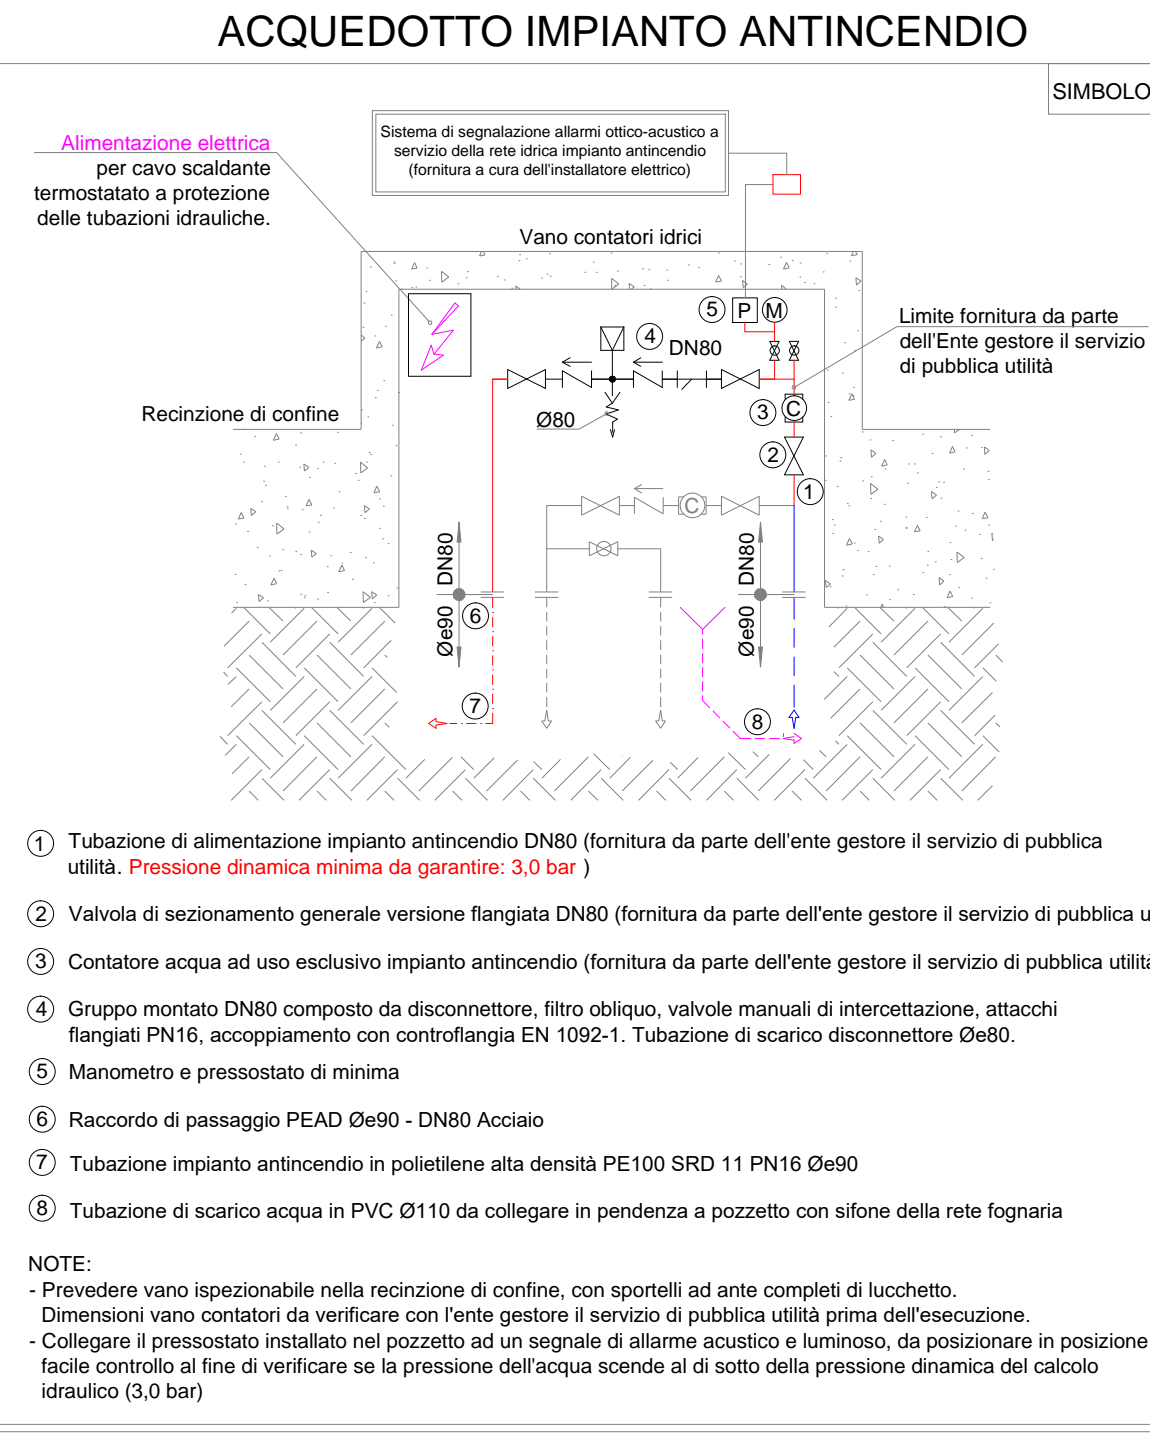 ACQUEDOTTO IMPIANTO ANTINCENDIO
SIMBOLO
Alimentazione elettrica
per cavo scaldante
termostatato a protezione
delle tubazioni idrauliche.
Sistema di segnalazione allarmi ottico-acustico a
servizio della rete idrica impianto antincendio
(fornitura a cura dell'installatore elettrico)
Vano contatori idrici
5 P M
Limite fornitura da parte
dell'Ente gestore il servizio
di pubblica utilità
4 DN80
Recinzione di confine
Ø80
3 C
2
1
C
DN80
Øe90
6
DN80
Øe90
7
8
1 Tubazione di alimentazione impianto antincendio DN80 (fornitura da parte dell'ente gestore il servizio di pubblica
utilità. Pressione dinamica minima da garantire: 3,0 bar )
2 Valvola di sezionamento generale versione flangiata DN80 (fornitura da parte dell'ente gestore il servizio di pubblica u
3 Contatore acqua ad uso esclusivo impianto antincendio (fornitura da parte dell'ente gestore il servizio di pubblica utilità
4 Gruppo montato DN80 composto da disconnettore, filtro obliquo, valvole manuali di intercettazione, attacchi
flangiati PN16, accoppiamento con controflangia EN 1092-1. Tubazione di scarico disconnettore Øe80.
5 Manometro e pressostato di minima
6 Raccordo di passaggio PEAD Øe90 - DN80 Acciaio
7 Tubazione impianto antincendio in polietilene alta densità PE100 SRD 11 PN16 Øe90
8 Tubazione di scarico acqua in PVC Ø110 da collegare in pendenza a pozzetto con sifone della rete fognaria
NOTE:
- Prevedere vano ispezionabile nella recinzione di confine, con sportelli ad ante completi di lucchetto.
Dimensioni vano contatori da verificare con l'ente gestore il servizio di pubblica utilità prima dell'esecuzione.
- Collegare il pressostato installato nel pozzetto ad un segnale di allarme acustico e luminoso, da posizionare in posizione
facile controllo al fine di verificare se la pressione dell'acqua scende al di sotto della pressione dinamica del calcolo
idraulico (3,0 bar)